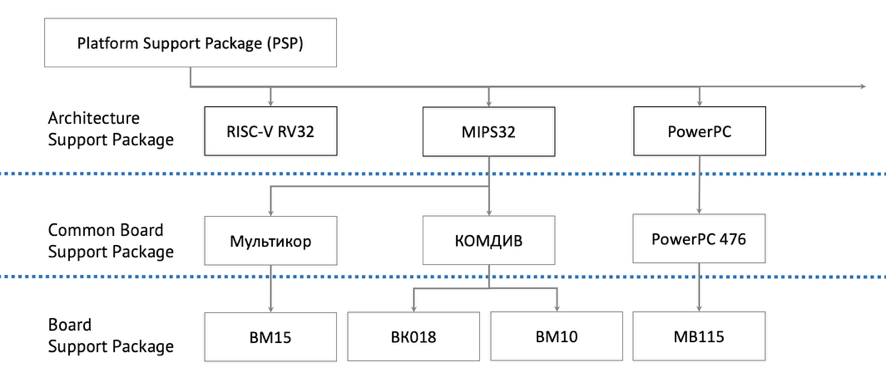 Platform Support Package (PSP)
Architecture
Support Package
RISC-V RV32
MIPS32
PowerPC
Common Board
Support Package
Мультикор
КОМДИВ
PowerPC 476
Board
Support Package
ВМ15
ВК018
ВМ10
МВ115